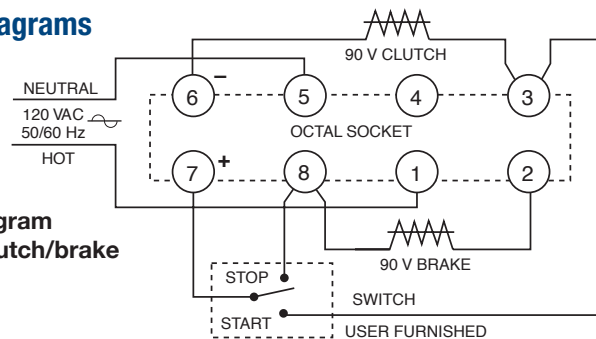 agrams
90 V CLUTCH
NEUTRAL
120 VAC
50/60 Hz
HOT
−
6
5
4
3
OCTAL SOCKET
7
+
8
1
2
gram
utch/brake
90 V BRAKE
STOP
SWITCH
START
USER FURNISHED